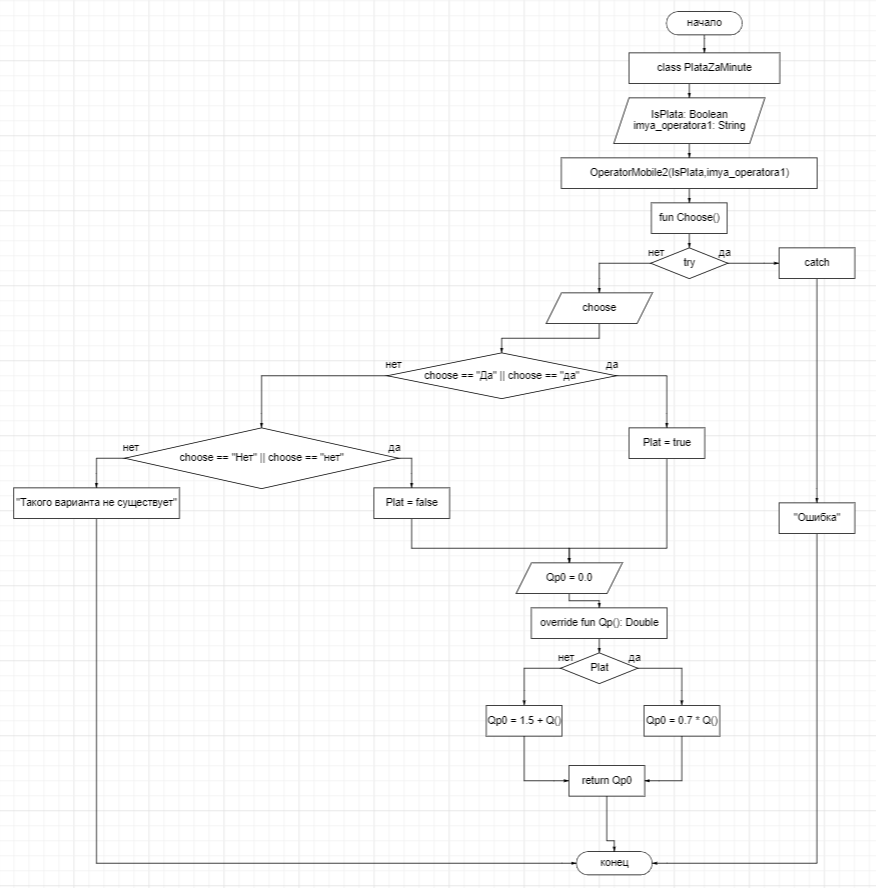 начало
class PlataZaMinute
IsPlata: Boolean
imya_operatora1: String
OperatorMobile2(IsPlata,imya_operatora1)
fun Choose()
нет
try
да
catch
choose
нет
choose == "Да" || choose == "да"
да
нет
choose == "Нет" || choose == "нет"
да
Plat = true
"Такого варианта не существует"
Plat = false
"Ошибка"
Qp0 = 0.0
override fun Qp(): Double
нет
Plat
да
Qp0 = 1.5 + Q()
Qp0 = 0.7 * Q()
return Qp0
конец